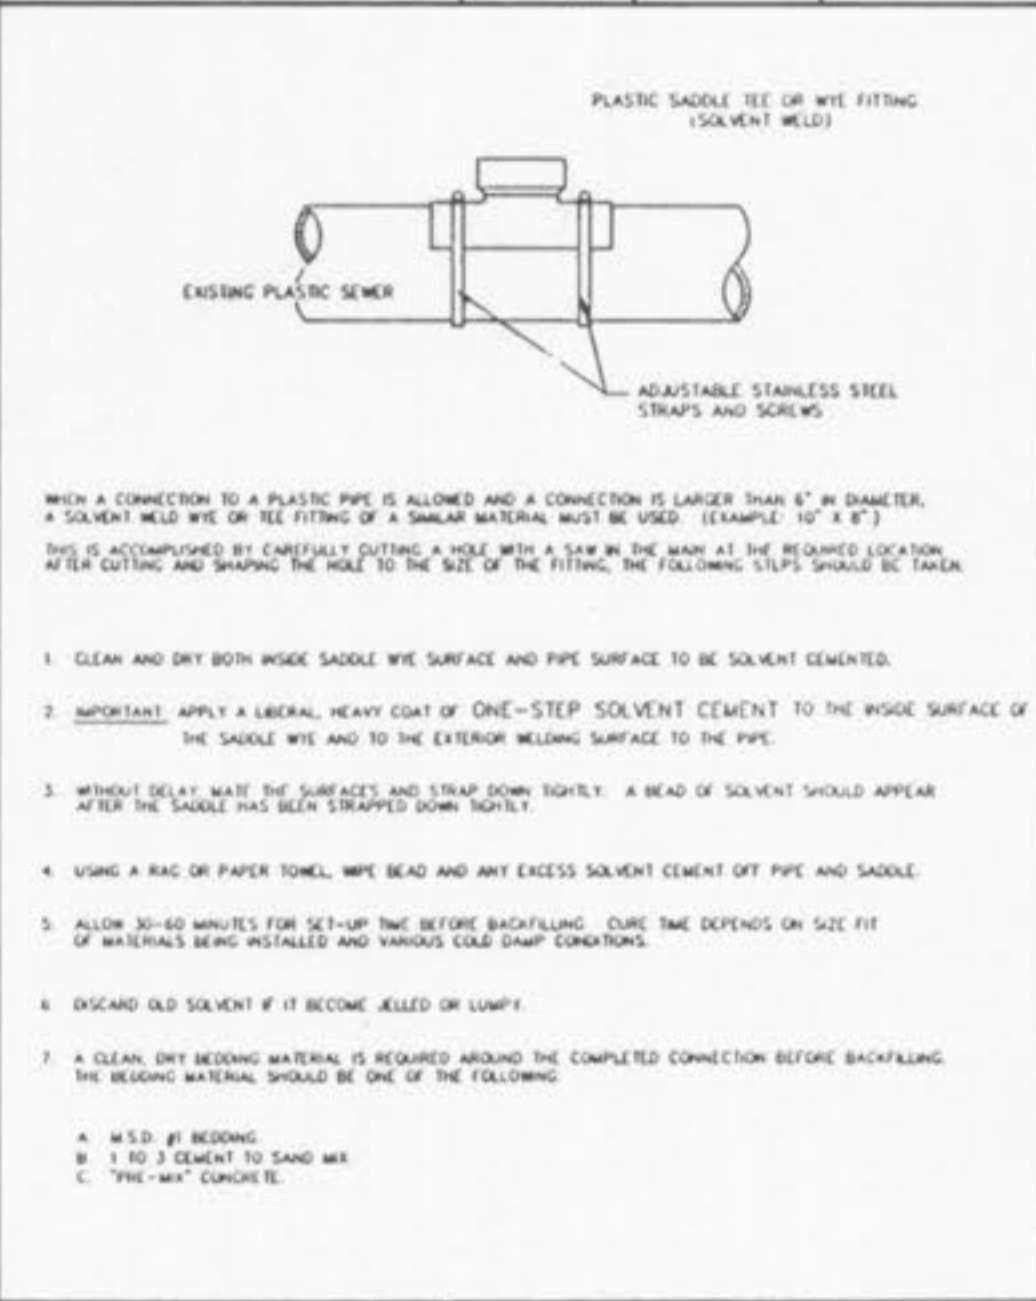 PLASTIC SADDLE TEE OR WYE FITTING
(SOLVENT WELD)
EXISTING PLASTIC SEWER
ADJUSTABLE STAINLESS STEEL
STRAPS AND SCREWS
WHEN A CONNECTION TO A PLASTIC PIPE IS ALLOWED AND A CONNECTION IS LARGER THAN 6" IN DIAMETER,
A SOLVENT WELD WYE OR TEE FITTING OF A SIMILAR MATERIAL MUST BE USED. (EXAMPLE: 10" X 8")
THIS IS ACCOMPLISHED BY CAREFULLY CUTTING A HOLE WITH A SAW IN THE MAIN AT THE REQUIRED LOCATION
AFTER CUTTING AND SHAPING THE HOLE TO THE SIZE OF THE FITTING, THE FOLLOWING STEPS SHOULD BE TAKEN.
1. CLEAN AND DRY BOTH INSIDE SADDLE WYE SURFACE AND PIPE SURFACE TO BE SOLVENT CEMENTED.
2. IMPORTANT: APPLY A LIBERAL, HEAVY COAT OF ONE-STEP SOLVENT CEMENT TO THE INSIDE SURFACE OF
THE SADDLE WYE AND TO THE EXTERIOR WELDING SURFACE TO THE PIPE.
3. WITHOUT DELAY, MATE THE SURFACES AND STRAP DOWN TIGHTLY. A BEAD OF SOLVENT SHOULD APPEAR
AFTER THE SADDLE HAS BEEN STRAPPED DOWN TIGHTLY.
4. USING A RAG OR PAPER TOWEL, WIPE BEAD AND ANY EXCESS SOLVENT CEMENT OFF PIPE AND SADDLE.
5. ALLOW 30-60 MINUTES FOR SET-UP TIME BEFORE BACKFILLING. CURE TIME DEPENDS ON SIZE FIT
OF MATERIALS BEING INSTALLED AND VARIOUS COLD DAMP CONDITIONS.
6. DISCARD OLD SOLVENT IF IT BECOME JELLED OR LUMPY.
7. A CLEAN, DRY BEDDING MATERIAL IS REQUIRED AROUND THE COMPLETED CONNECTION BEFORE BACKFILLING.
THE BEDDING MATERIAL SHOULD BE ONE OF THE FOLLOWING:
A. M.S.D. #1 BEDDING
B. 1 TO 3 CEMENT TO SAND MIX.
C. "PRE-MIX" CONCRETE.